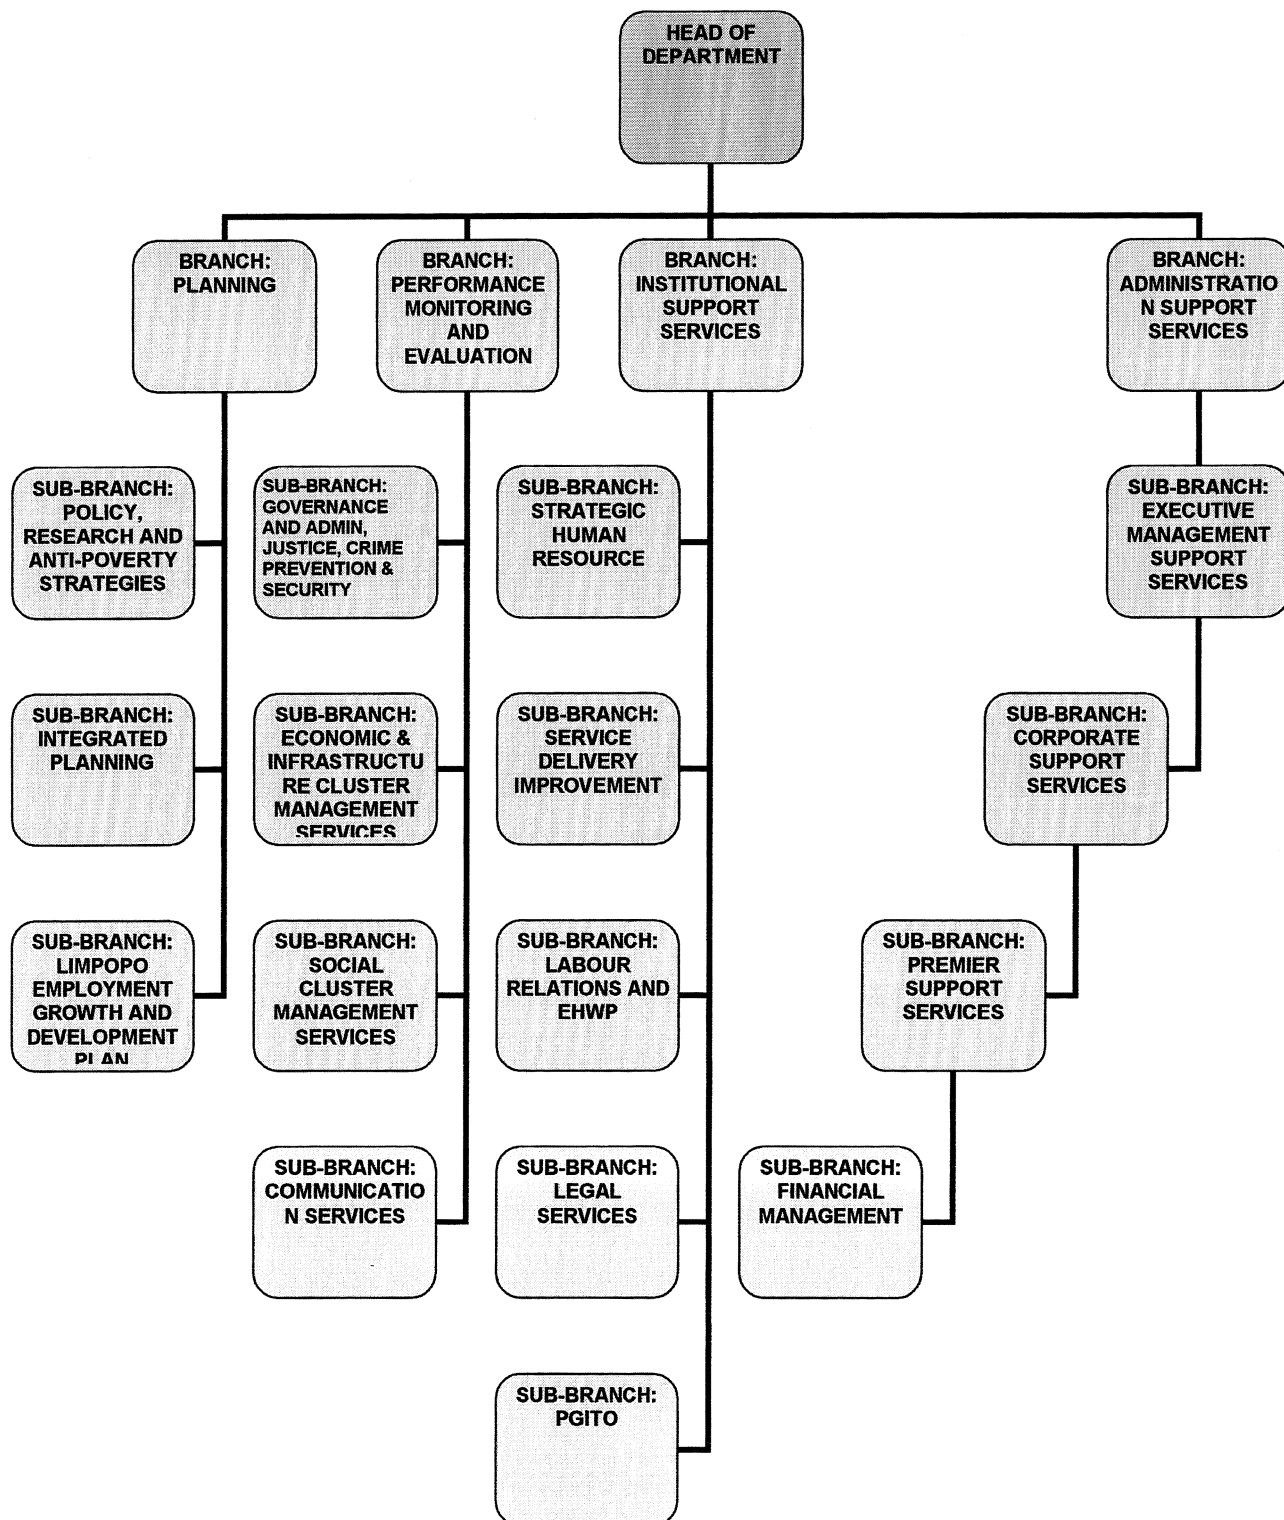 HEAD OF
DEPARTMENT
BRANCH:
PLANNING
BRANCH:
PERFORMANCE
MONITORING
AND
EVALUATION
BRANCH:
INSTITUTIONAL
SUPPORT
SERVICES
BRANCH:
ADMINISTRATIO
N SUPPORT
SERVICES
SUB-BRANCH:
POLICY,
RESEARCH AND
ANTI-POVERTY
STRATEGIES
SUB-BRANCH:
GOVERNANCE
AND ADMIN,
JUSTICE, CRIME
PREVENTION &
SECURITY
SUB-BRANCH:
STRATEGIC
HUMAN
RESOURCE
SUB-BRANCH:
EXECUTIVE
MANAGEMENT
SUPPORT
SERVICES
SUB-BRANCH:
INTEGRATED
PLANNING
SUB-BRANCH:
ECONOMIC &
INFRASTRUCTU
RE CLUSTER
MANAGEMENT
SERVICES
SUB-BRANCH:
SERVICE
DELIVERY
IMPROVEMENT
SUB-BRANCH:
CORPORATE
SUPPORT
SERVICES
SUB-BRANCH:
LIMPOPO
EMPLOYMENT
GROWTH AND
DEVELOPMENT
PLAN
SUB-BRANCH:
SOCIAL
CLUSTER
MANAGEMENT
SERVICES
SUB-BRANCH:
LABOUR
RELATIONS AND
EHWP
SUB-BRANCH:
PREMIER
SUPPORT
SERVICES
SUB-BRANCH:
COMMUNICATIO
N SERVICES
SUB-BRANCH:
LEGAL
SERVICES
SUB-BRANCH:
FINANCIAL
MANAGEMENT
SUB-BRANCH:
PGITO